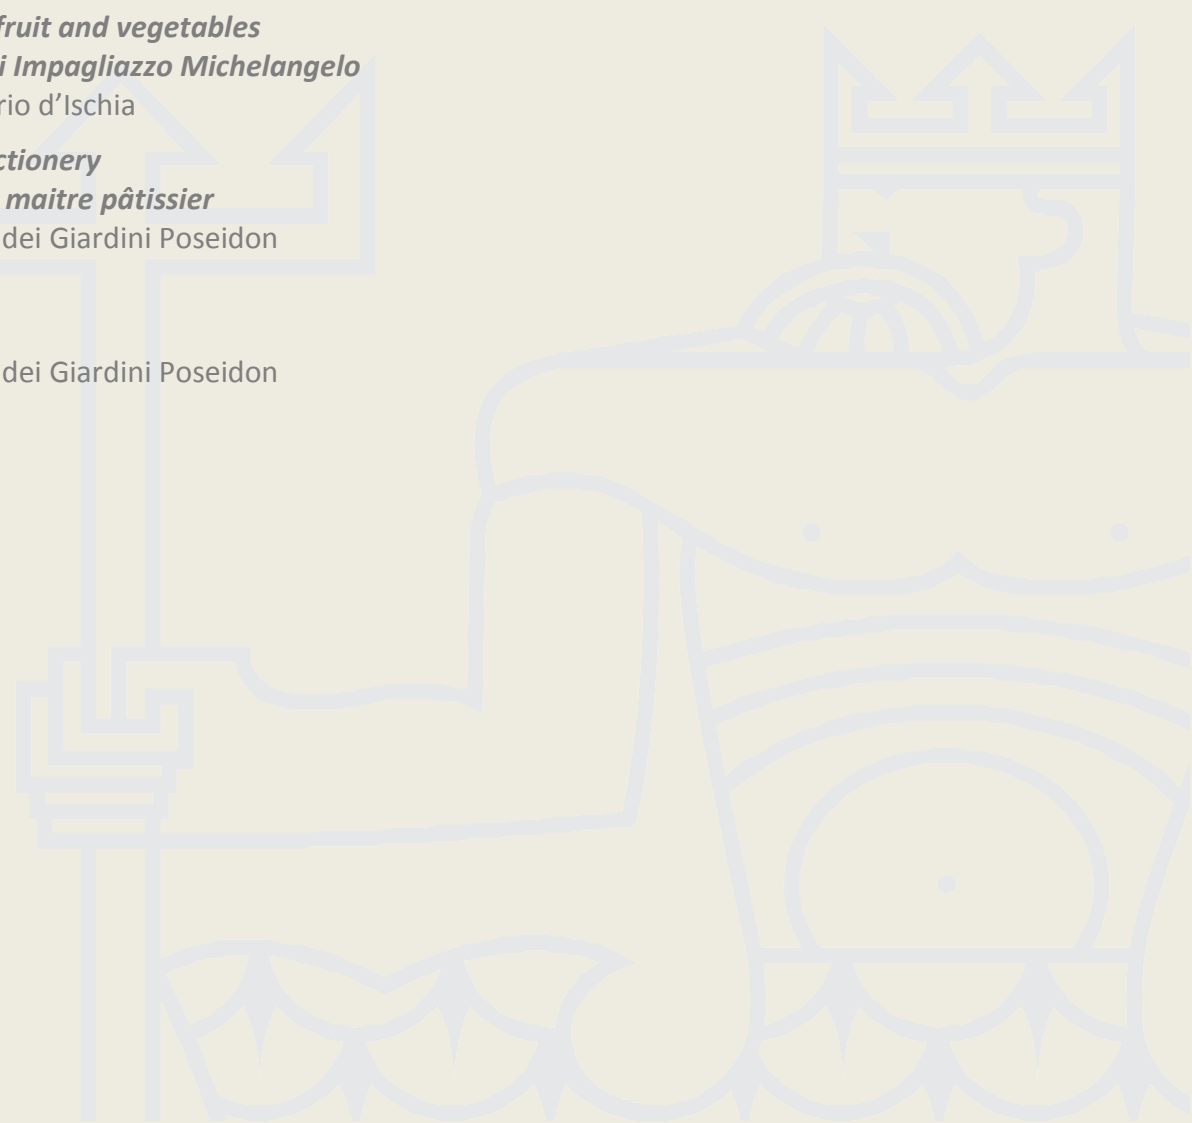 fruit and vegetables
i Impagliazzo Michelangelo
rio d’Ischia
ctionery
maitre pâtissier
dei Giardini Poseidon
dei Giardini Poseidon